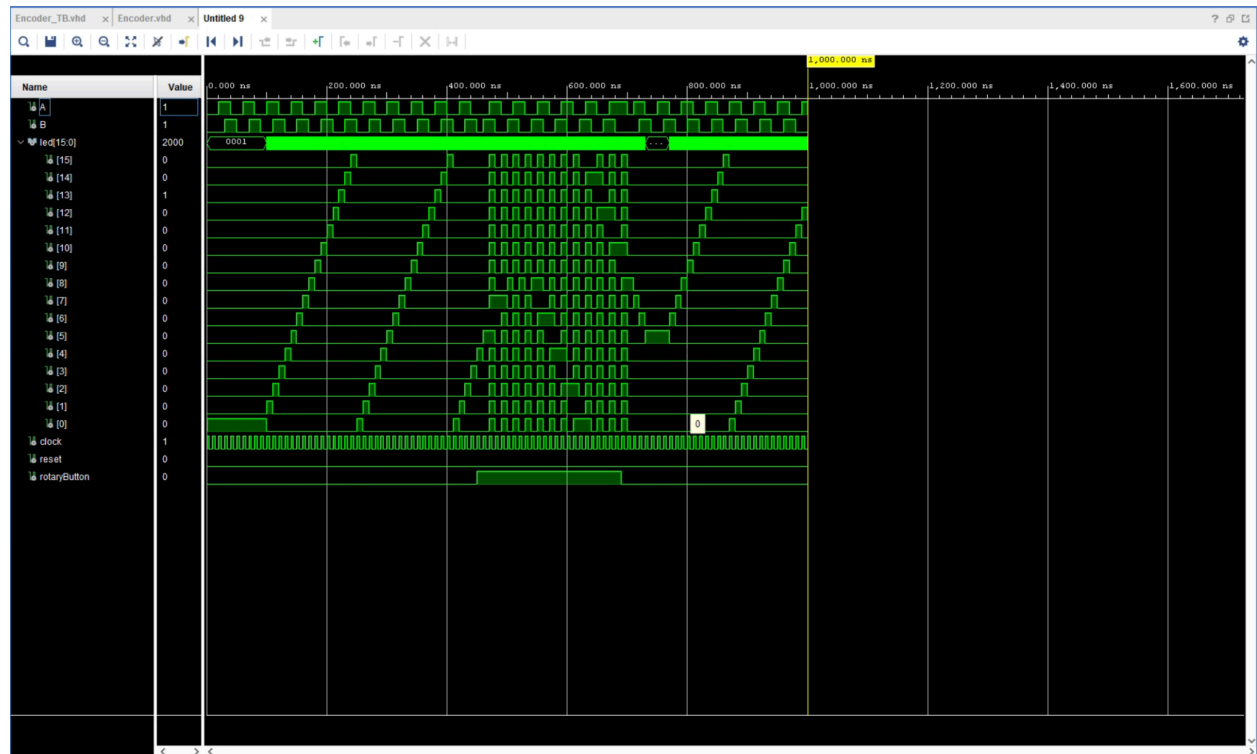 Encoder_TB.vhd × Encoder.vhd × Untitled 9 ×
1,000.000 ns
Name Value 0.000 ns 200.000 ns 400.000 ns 600.000 ns 800.000 ns 1,000.000 ns 1,200.000 ns 1,400.000 ns 1,600.000 ns
A 1
B 1
led[15:0] 2000 0001 ...
[15] 0
[14] 0
[13] 1
[12] 0
[11] 0
[10] 0
[9] 0
[8] 0
[7] 0
[6] 0
[5] 0
[4] 0
[3] 0
[2] 0
[1] 0
[0] 0 0
clock 1
reset 0
rotaryButton 0